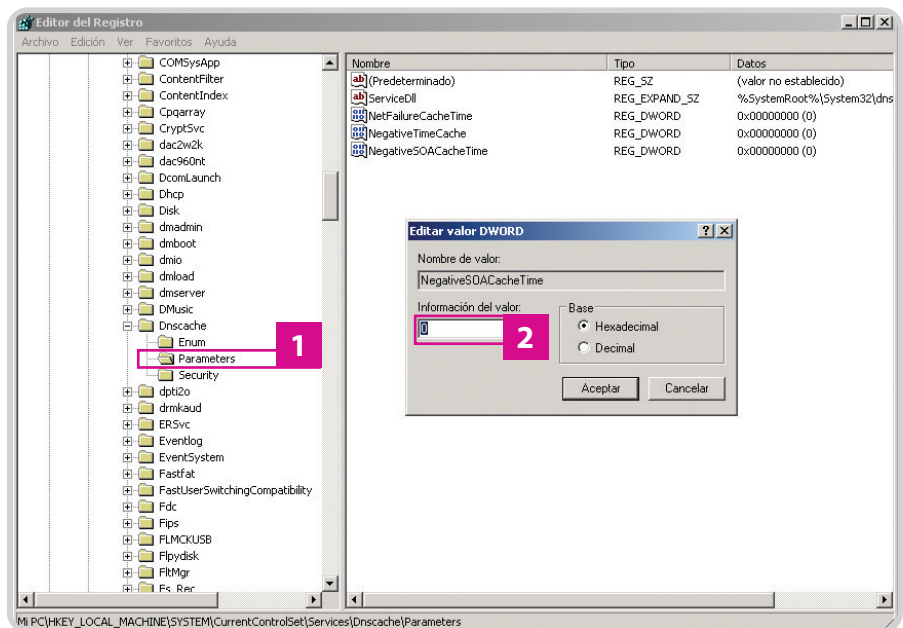 Editor del Registro
Archivo Edición Ver Favoritos Ayuda
COMSysApp
ContentFilter
ContentIndex
Cpqarray
CryptSvc
dac2w2k
dac960nt
DcomLaunch
Dhcp
Disk
dmadmin
dmboot
dmio
dmload
dmserver
DMusic
Dnscache
Enum
Parameters
1
Security
dpti2o
drmkaud
ERSvc
Eventlog
EventSystem
Fastfat
FastUserSwitchingCompatibility
Fdc
Fips
FLMCKUSB
Flpydisk
FltMgr
Fs_Rec
Nombre Tipo Datos
(Predeterminado) REG_SZ (valor no establecido)
ServiceDll REG_EXPAND_SZ %SystemRoot%\System32\dns
NetFailureCacheTime REG_DWORD 0x00000000 (0)
NegativeTimeCache REG_DWORD 0x00000000 (0)
NegativeSOACacheTime REG_DWORD 0x00000000 (0)
Editar valor DWORD
Nombre de valor:
NegativeSOACacheTime
Información del valor:
0
2
Base
Hexadecimal
Decimal
Aceptar Cancelar
Mi PC\HKEY_LOCAL_MACHINE\SYSTEM\CurrentControlSet\Services\Dnscache\Parameters